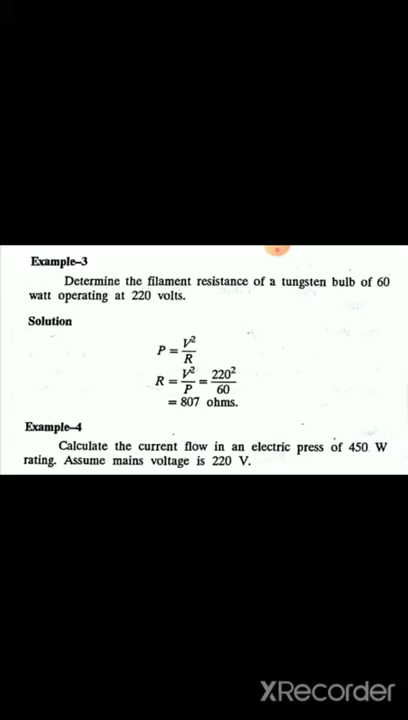 Example–3
Determine the filament resistance of a tungsten bulb of 60
watt operating at 220 volts.
Solution
P = V²/R
R = V²/P = 220²/60
= 807 ohms.
Example–4
Calculate the current flow in an electric press of 450 W
rating. Assume mains voltage is 220 V.
XRecorder